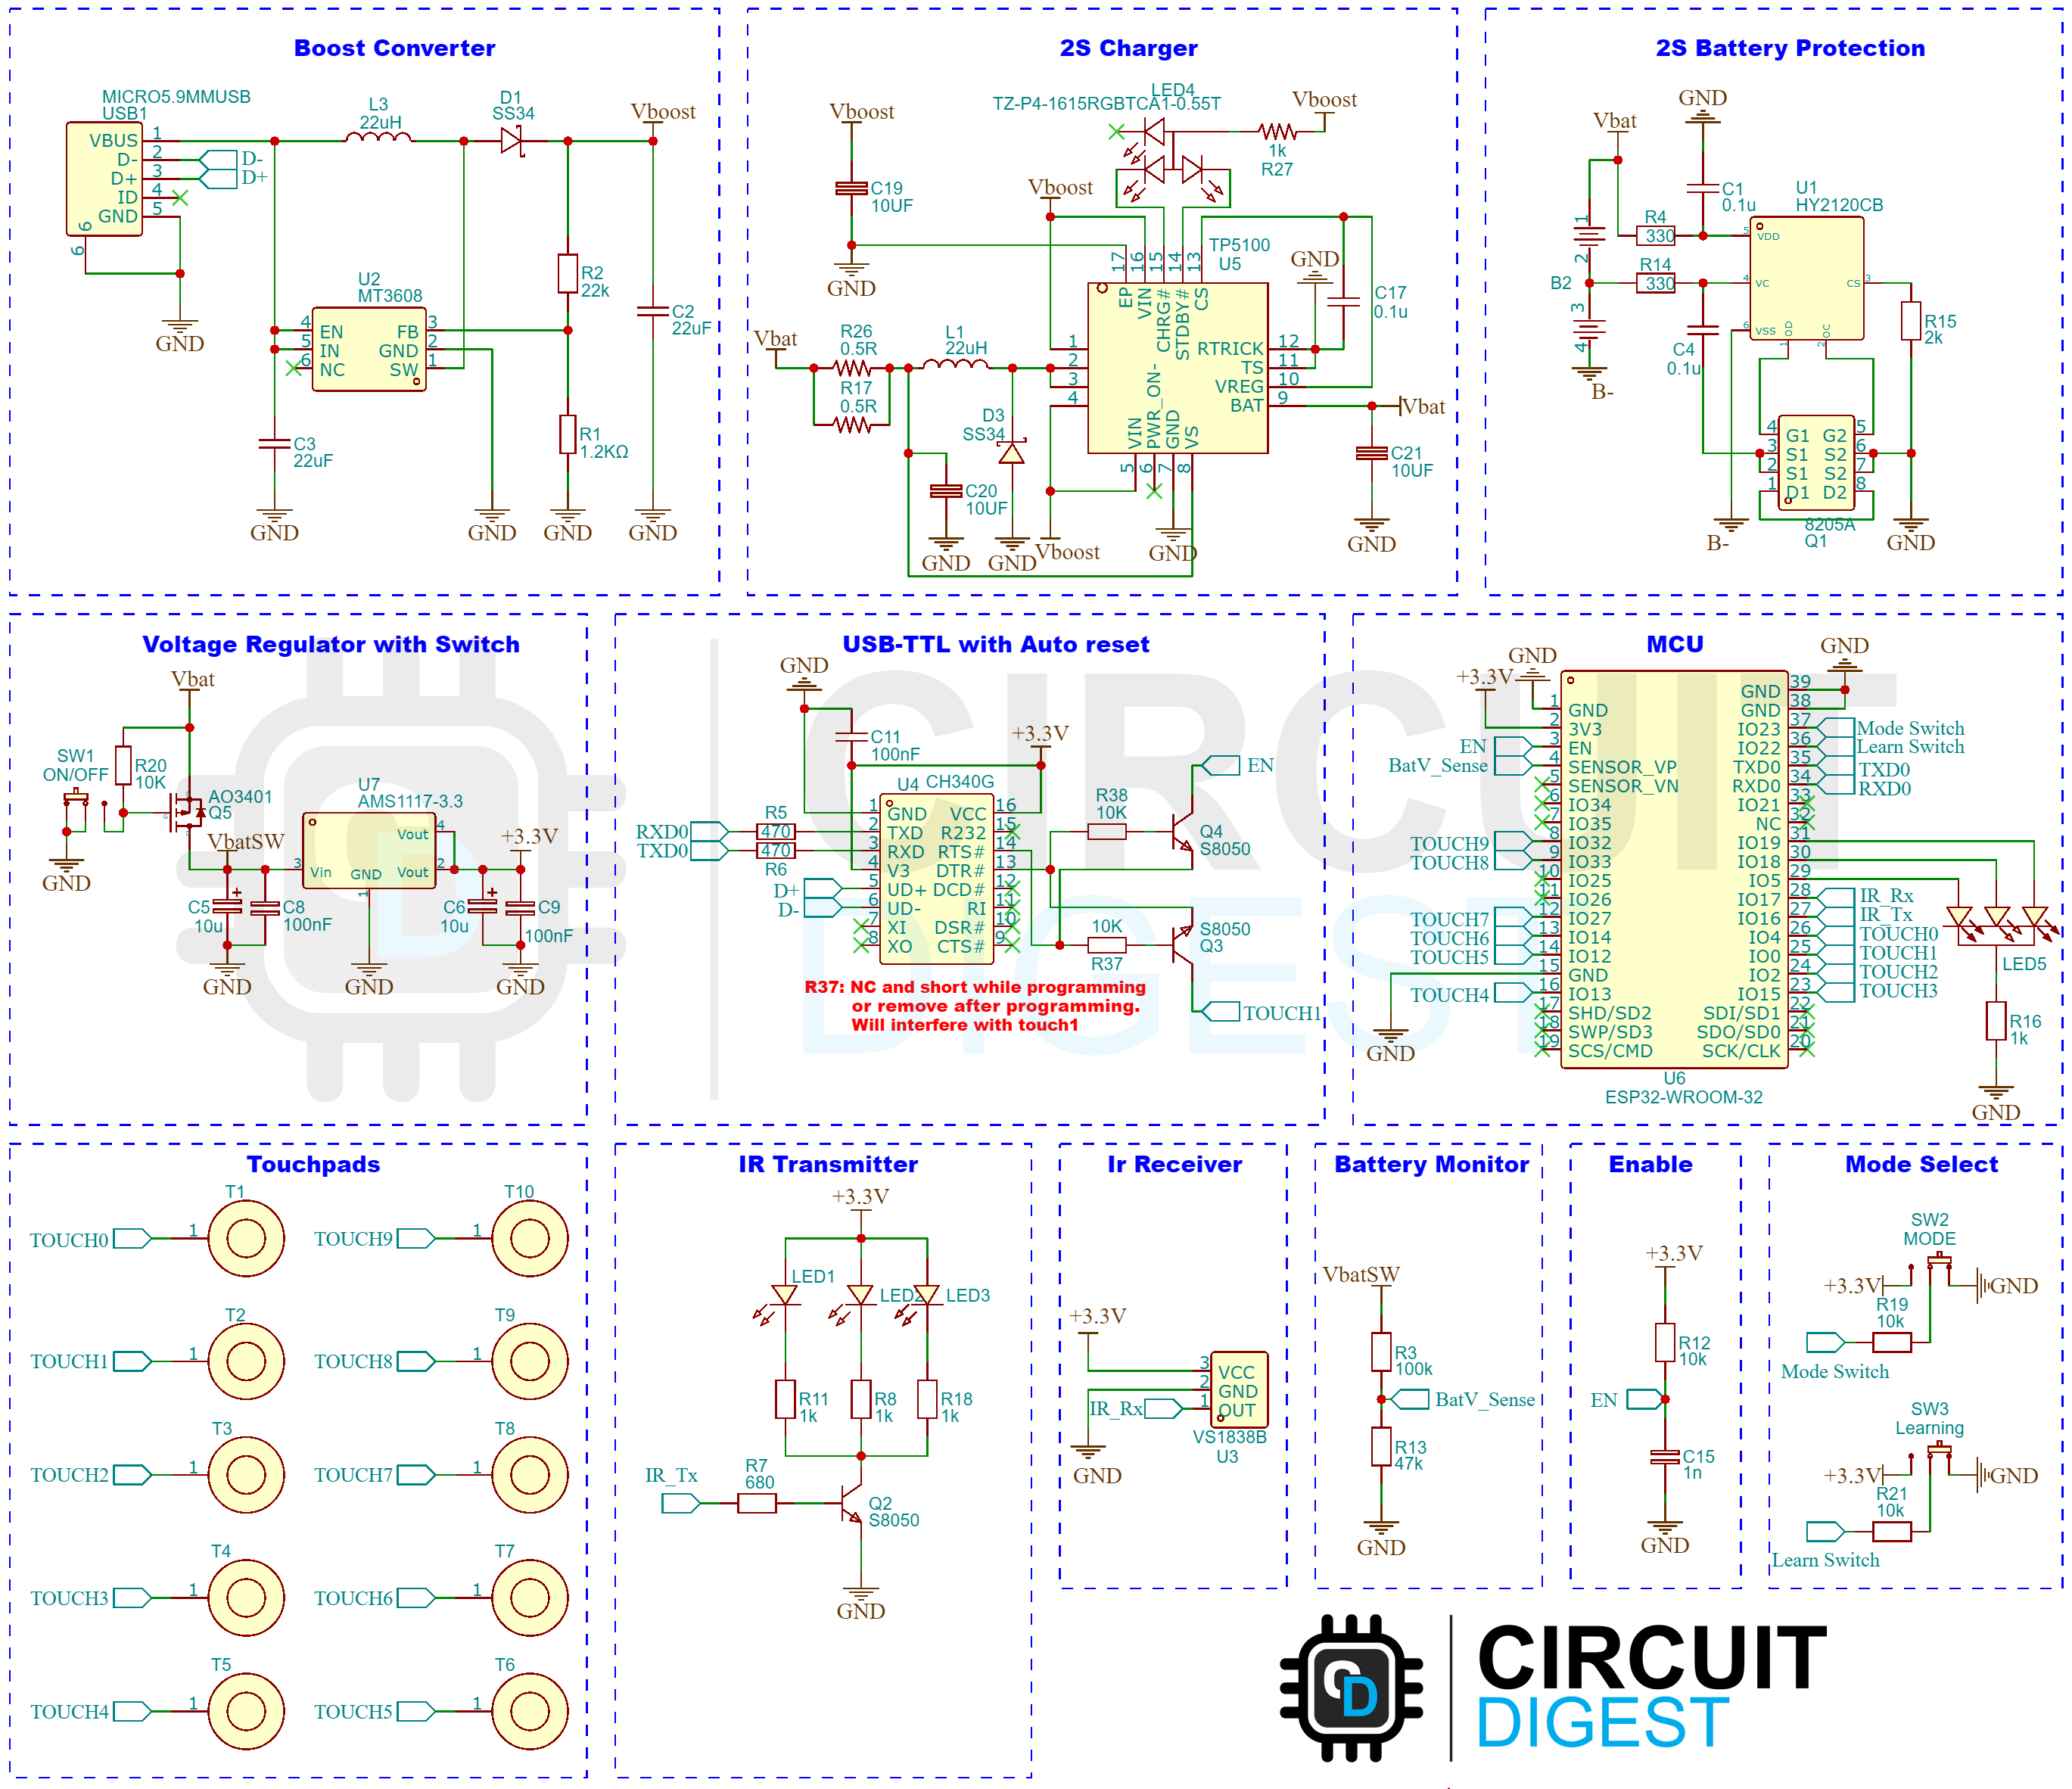 Boost Converter
MICRO5.9MMUSB
USB1
VBUS 1
D- 2
D+ 3
ID 4
GND 5
6
6
D-
D+
L3
22uH
D1
SS34
Vboost
U2
MT3608
4 EN
5 IN
6 NC
FB 3
GND 2
SW 1
R2
22k
R1
1.2KΩ
C2
22uF
C3
22uF
GND
GND
GND
GND
GND
2S Charger
LED4
TZ-P4-1615RGBTCA1-0.55T
Vboost
Vboost
1k
R27
C19
10UF
GND
Vboost
TP5100
U5
17 16 15 14 13
EP VIN CHRG# STDBY# CS
1
2
3
4
RTRICK 12
TS 11
VREG 10
BAT 9
VIN PWR_ON- GND VS
5 6 7 8
GND
C17
0.1u
Vbat
R26
0.5R
R17
0.5R
L1
22uH
D3
SS34
C20
10UF
GND
GND
Vboost
GND
Vbat
C21
10UF
GND
2S Battery Protection
GND
Vbat
C1
0.1u
U1
HY2120CB
R4
330
R14
330
1
2
B2
3
4
B-
5 VDD
4 VC
6 VSS
CS 3
OD
OC
1
2
R15
2k
C4
0.1u
4 G1 G2 5
3 S1 S2 6
2 S1 S2 7
1 D1 D2 8
8205A
Q1
B-
GND
Voltage Regulator with Switch
Vbat
SW1
ON/OFF
R20
10K
AO3401
Q5
GND
VbatSW
U7
AMS1117-3.3
3 Vin
GND
1
Vout 4
Vout 2
+3.3V
C5
10u
C8
100nF
C6
10u
C9
100nF
GND
GND
GND
USB-TTL with Auto reset
GND
C11
100nF
+3.3V
U4 CH340G
1 GND VCC 16
2 TXD R232 15
3 RXD RTS# 14
4 V3 DTR# 13
5 UD+ DCD# 12
6 UD- RI 11
7 XI DSR# 10
8 XO CTS# 9
RXD0
TXD0
R5
470
470
R6
D+
D-
R38
10K
EN
Q4
S8050
10K
R37
S8050
Q3
TOUCH1
R37: NC and short while programming
or remove after programming.
Will interfere with touch1
MCU
GND
+3.3V
GND
1 GND
2 3V3
3 EN
4 SENSOR_VP
5 SENSOR_VN
6 IO34
7 IO35
8 IO32
9 IO33
10 IO25
11 IO26
12 IO27
13 IO14
14 IO12
15 GND
16 IO13
17 SHD/SD2
18 SWP/SD3
19 SCS/CMD
GND 39
GND 38
IO23 37
IO22 36
TXD0 35
RXD0 34
IO21 33
NC 32
IO19 31
IO18 30
IO5 29
IO17 28
IO16 27
IO4 26
IO0 25
IO2 24
IO15 23
SDI/SD1 22
SDO/SD0 21
SCK/CLK 20
EN
BatV_Sense
TOUCH9
TOUCH8
TOUCH7
TOUCH6
TOUCH5
TOUCH4
GND
Mode Switch
Learn Switch
TXD0
RXD0
IR_Rx
IR_Tx
TOUCH0
TOUCH1
TOUCH2
TOUCH3
LED5
R16
1k
GND
U6
ESP32-WROOM-32
CIRCUIT
DIGEST
Touchpads
T1
TOUCH0 1
T10
TOUCH9 1
T2
TOUCH1 1
T9
TOUCH8 1
T3
TOUCH2 1
T8
TOUCH7 1
T4
TOUCH3 1
T7
TOUCH6 1
T5
TOUCH4 1
T6
TOUCH5 1
IR Transmitter
+3.3V
LED1
LED2
LED3
R11
1k
R8
1k
R18
1k
IR_Tx
R7
680
Q2
S8050
GND
Ir Receiver
+3.3V
3 VCC
2 GND
1 OUT
IR_Rx
VS1838B
U3
GND
Battery Monitor
VbatSW
R3
100k
BatV_Sense
R13
47k
GND
Enable
+3.3V
R12
10k
EN
C15
1n
GND
Mode Select
SW2
MODE
+3.3V
GND
R19
10k
Mode Switch
SW3
Learning
+3.3V
GND
R21
10k
Learn Switch
CD
CIRCUIT
DIGEST